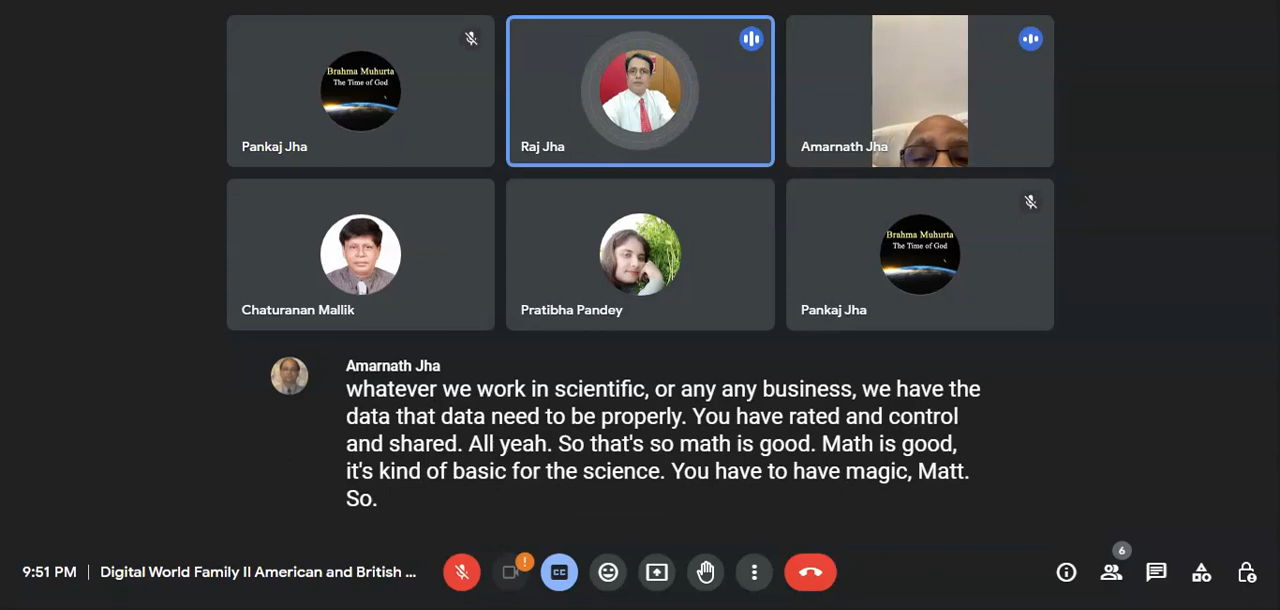 Brahma Muhurta
The Time of God
Pankaj Jha
Raj Jha
Amarnath Jha
Chaturanan Mallik
Pratibha Pandey
Brahma Muhurta
The Time of God
Pankaj Jha
Amarnath Jha
whatever we work in scientific, or any any business, we have the
data that data need to be properly. You have rated and control
and shared. All yeah. So that's so math is good. Math is good,
it's kind of basic for the science. You have to have magic, Matt.
So.
6
9:51 PM | Digital World Family II American and British ...
!
CC